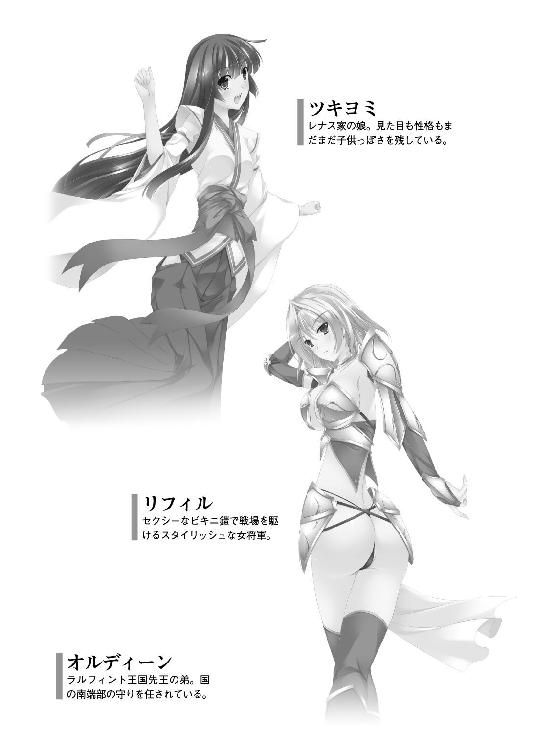 ツキヨミ
レナス家の娘。見た目も性格もま
だまだ子供っぽさを残している。
リフィル
セクシーなビキニ鎧で戦場を駆
けるスタイリッシュな女将軍。
オルディーン
ラルフィント王国先王の弟。国
の南端部の守りを任されている。